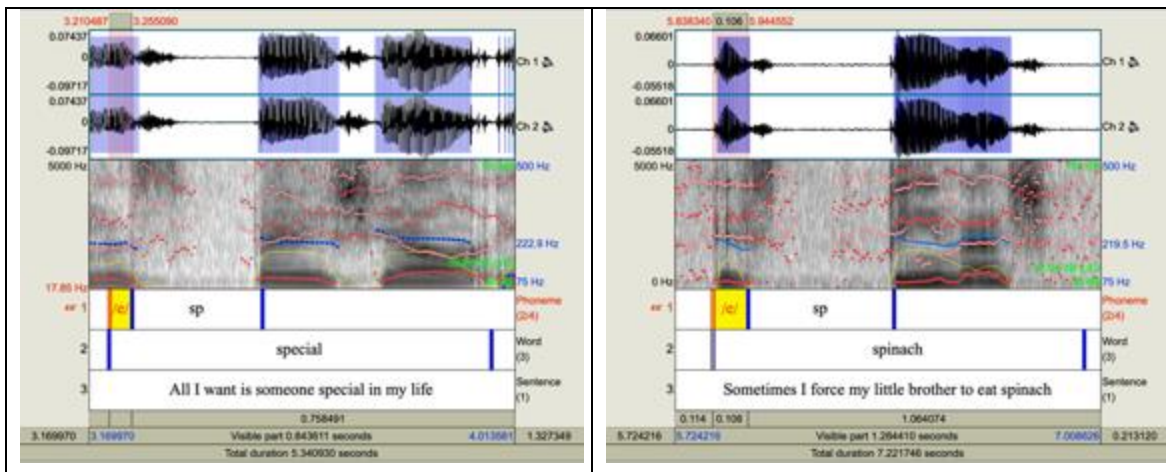 3.210487 3.255090
0.07437
0
-0.09717
Ch 1
0.07437
0
-0.09717
Ch 2
5000 Hz
500 Hz
222.9 Hz
17.85 Hz
75 Hz
1 /e/ sp Phoneme (2/4)
2 special Word (3)
3 All I want is someone special in my life Sentence (1)
0.758491
3.169970 3.169970 Visible part 0.843611 seconds 4.013581 1.327349
Total duration 5.340930 seconds
5.838340 0.106 5.944552
0.06601
0
-0.05518
Ch 1
0.06601
0
-0.05518
Ch 2
5000 Hz
500 Hz
219.5 Hz
0 Hz
75 Hz
1 /e/ sp Phoneme (2/4)
2 spinach Word (3)
3 Sometimes I force my little brother to eat spinach Sentence (1)
0.114 0.106 1.064074
5.724216 5.724216 Visible part 1.284410 seconds 7.008626 0.213120
Total duration 7.221746 seconds